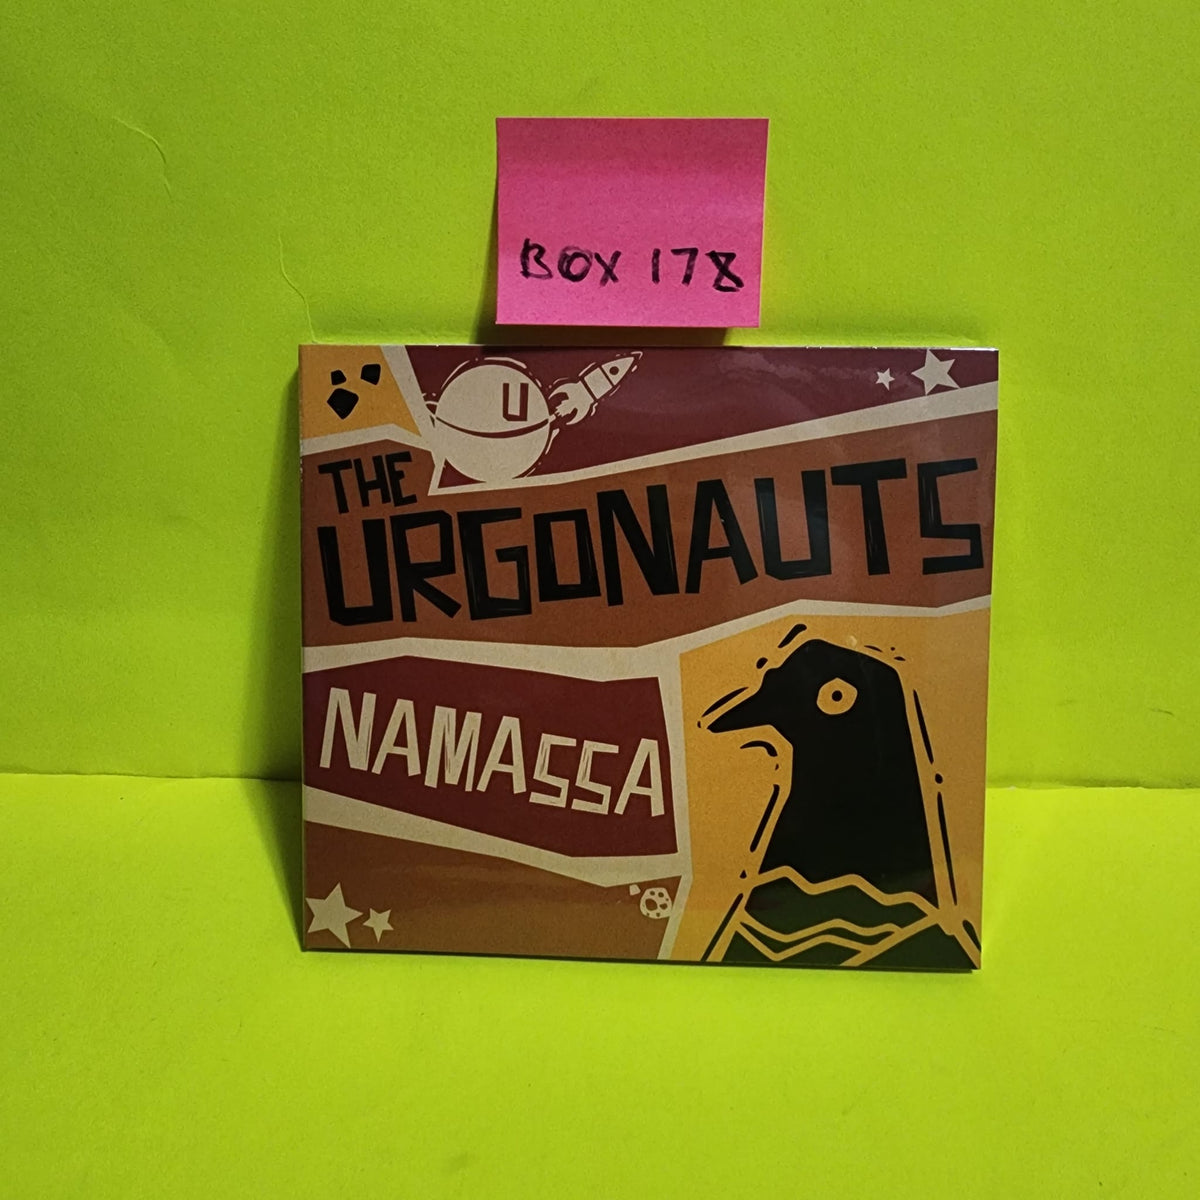 BOX 178
U
THE
URGONAUTS
NAMASSA